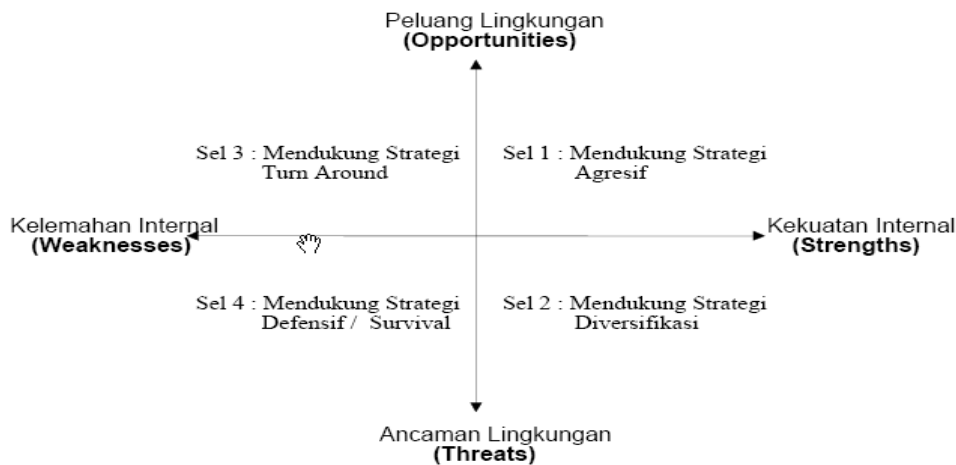 Peluang Lingkungan
(Opportunities)
Sel 3 : Mendukung Strategi
Turn Around
Sel 1 : Mendukung Strategi
Agresif
Kelemahan Internal
(Weaknesses)
Kekuatan Internal
(Strengths)
Sel 4 : Mendukung Strategi
Defensif / Survival
Sel 2 : Mendukung Strategi
Diversifikasi
Ancaman Lingkungan
(Threats)